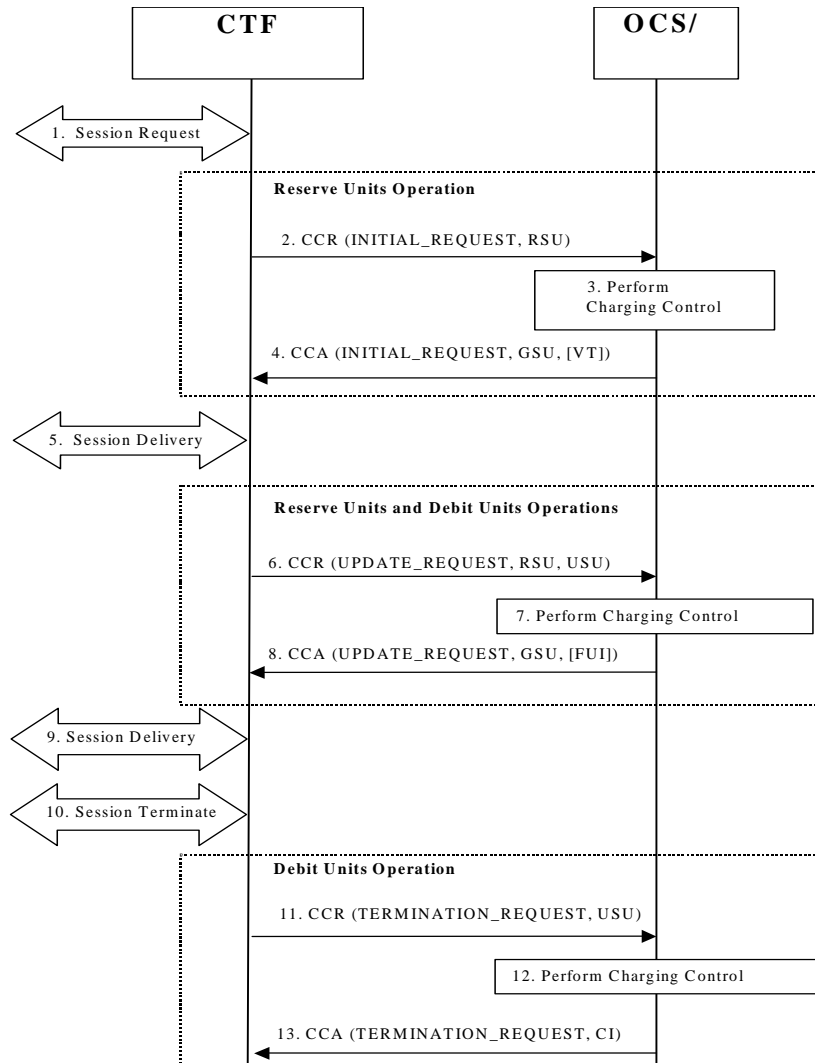 CTF
OCS/
1. Session Request
Reserve Units Operation
2. CCR (INITIAL_REQUEST, RSU)
3. Perform
Charging Control
4. CCA (INITIAL_REQUEST, GSU, [VT])
5. Session Delivery
Reserve Units and Debit Units Operations
6. CCR (UPDATE_REQUEST, RSU, USU)
7. Perform Charging Control
8. CCA (UPDATE_REQUEST, GSU, [FUI])
9. Session Delivery
10. Session Terminate
Debit Units Operation
11. CCR (TERMINATION_REQUEST, USU)
12. Perform Charging Control
13. CCA (TERMINATION_REQUEST, CI)